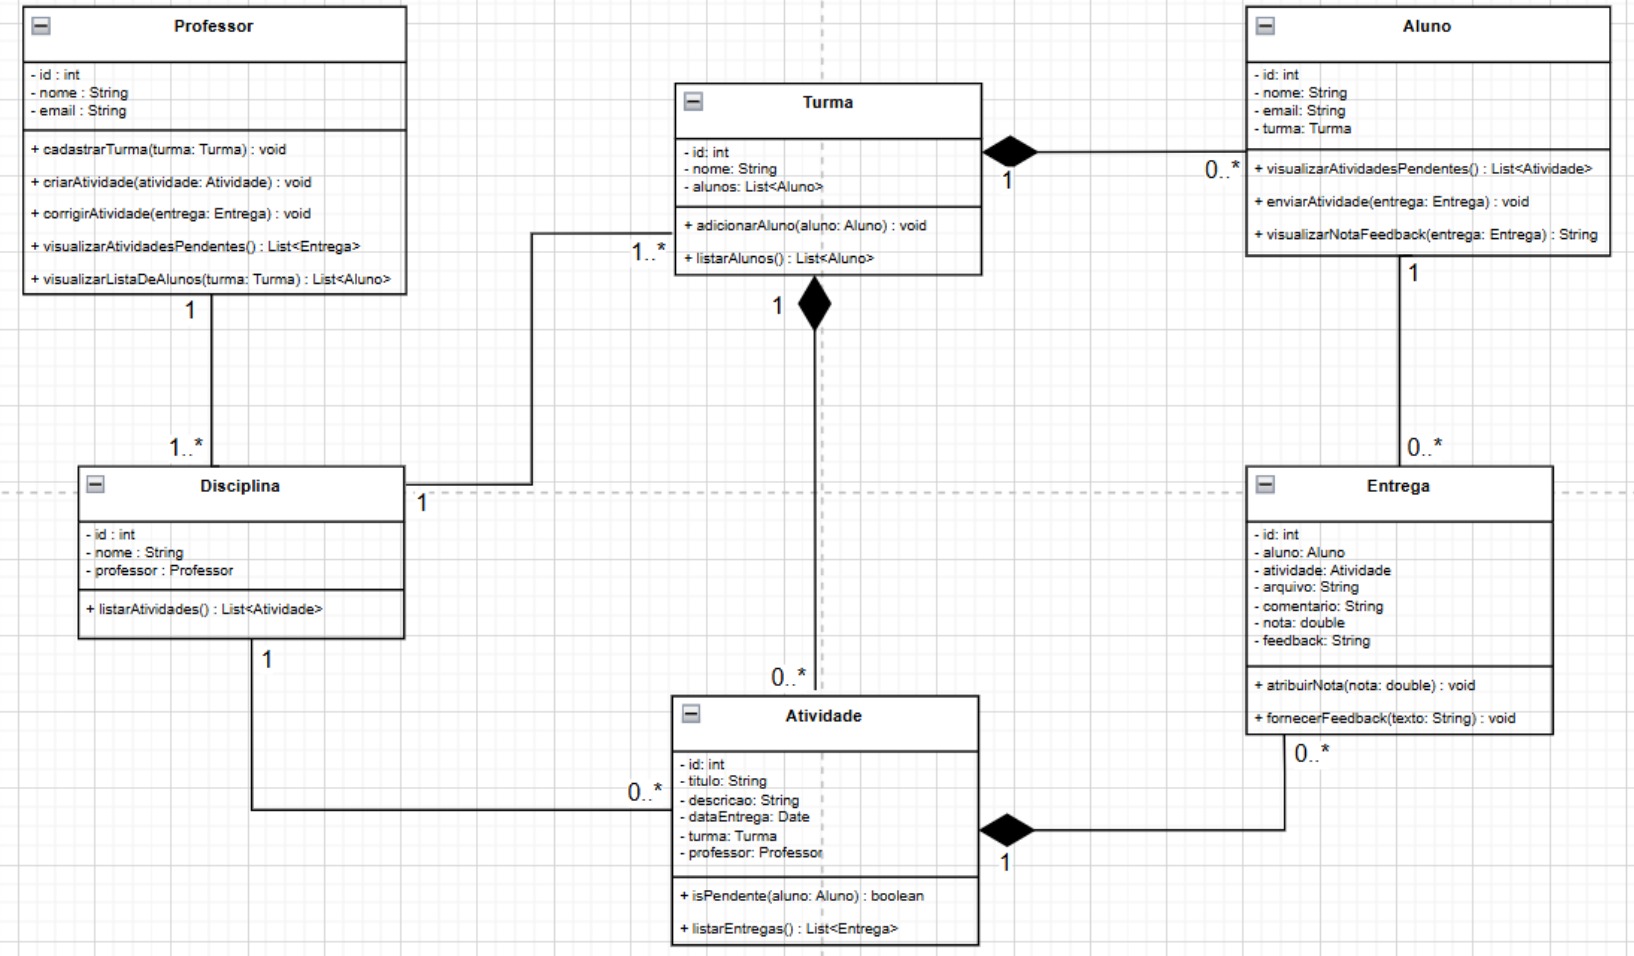 Professor
- id : int
- nome : String
- email : String
+ cadastrarTurma(turma: Turma) : void
+ criarAtividade(atividade: Atividade) : void
+ corrigirAtividade(entrega: Entrega) : void
+ visualizarAtividadesPendentes() : List<Entrega>
+ visualizarListaDeAlunos(turma: Turma) : List<Aluno>
1
1..*
Turma
- id: int
- nome: String
- alunos: List<Aluno>
+ adicionarAluno(aluno: Aluno) : void
+ listarAlunos() : List<Aluno>
1..*
1
1
0..*
Aluno
- id: int
- nome: String
- email: String
- turma: Turma
+ visualizarAtividadesPendentes() : List<Atividade>
+ enviarAtividade(entrega: Entrega) : void
+ visualizarNotaFeedback(entrega: Entrega) : String
1
0..*
Disciplina
- id : int
- nome : String
- professor : Professor
+ listarAtividades() : List<Atividade>
1
1
0..*
0..*
Entrega
- id: int
- aluno: Aluno
- atividade: Atividade
- arquivo: String
- comentario: String
- nota: double
- feedback: String
+ atribuirNota(nota: double) : void
+ fornecerFeedback(texto: String) : void
0..*
Atividade
- id: int
- titulo: String
- descricao: String
- dataEntrega: Date
- turma: Turma
- professor: Professor
+ isPendente(aluno: Aluno) : boolean
+ listarEntregas() : List<Entrega>
1